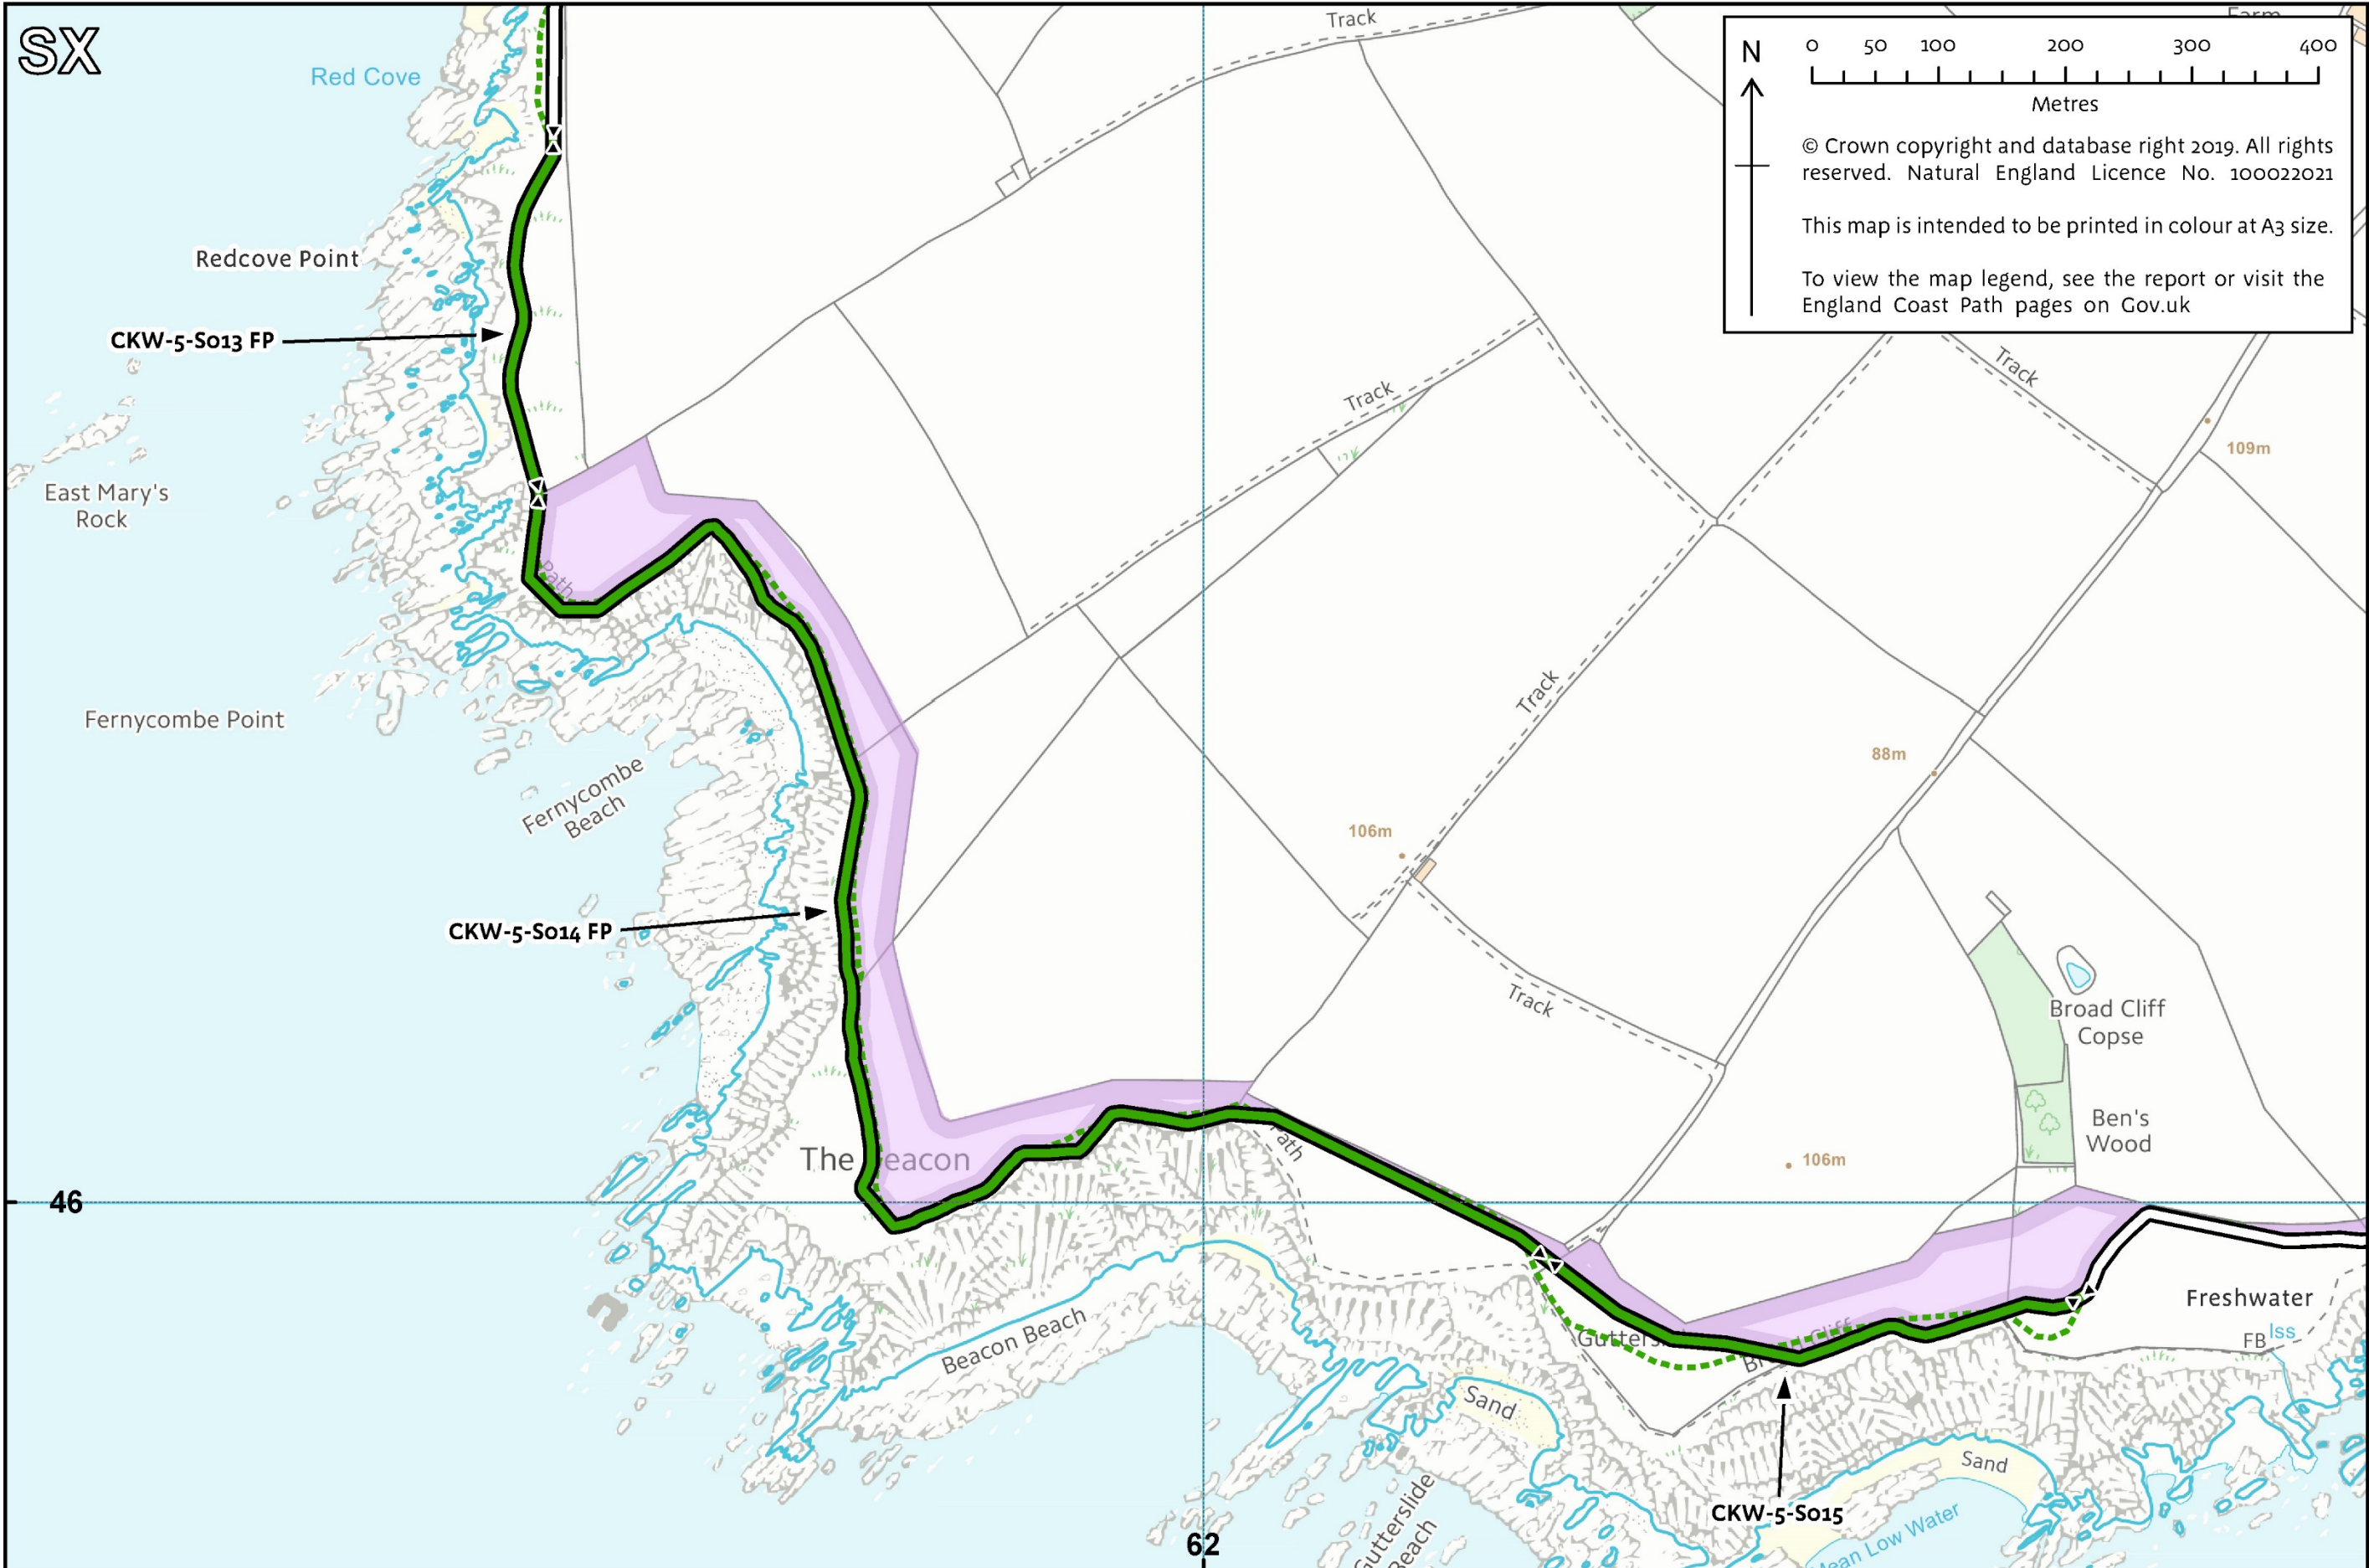 SX
Red Cove
Track
N
0 50 100 200 300 400
Metres
© Crown copyright and database right 2019. All rights
reserved. Natural England Licence No. 100022021
This map is intended to be printed in colour at A3 size.
To view the map legend, see the report or visit the
England Coast Path pages on Gov.uk
Redcove Point
CKW-5-S013 FP
Track
Track
109m
East Mary's
Rock
Path
Fernycombe Point
Track
Fernycombe
Beach
88m
106m
CKW-5-S014 FP
Track
Broad Cliff
Copse
Ben's
Wood
The Beacon
Path
106m
46
Freshwater
FB
Iss
Beacon Beach
Cliff
Sand
Gutterslide
Beach
Sand
CKW-5-S015
Mean Low Water
62